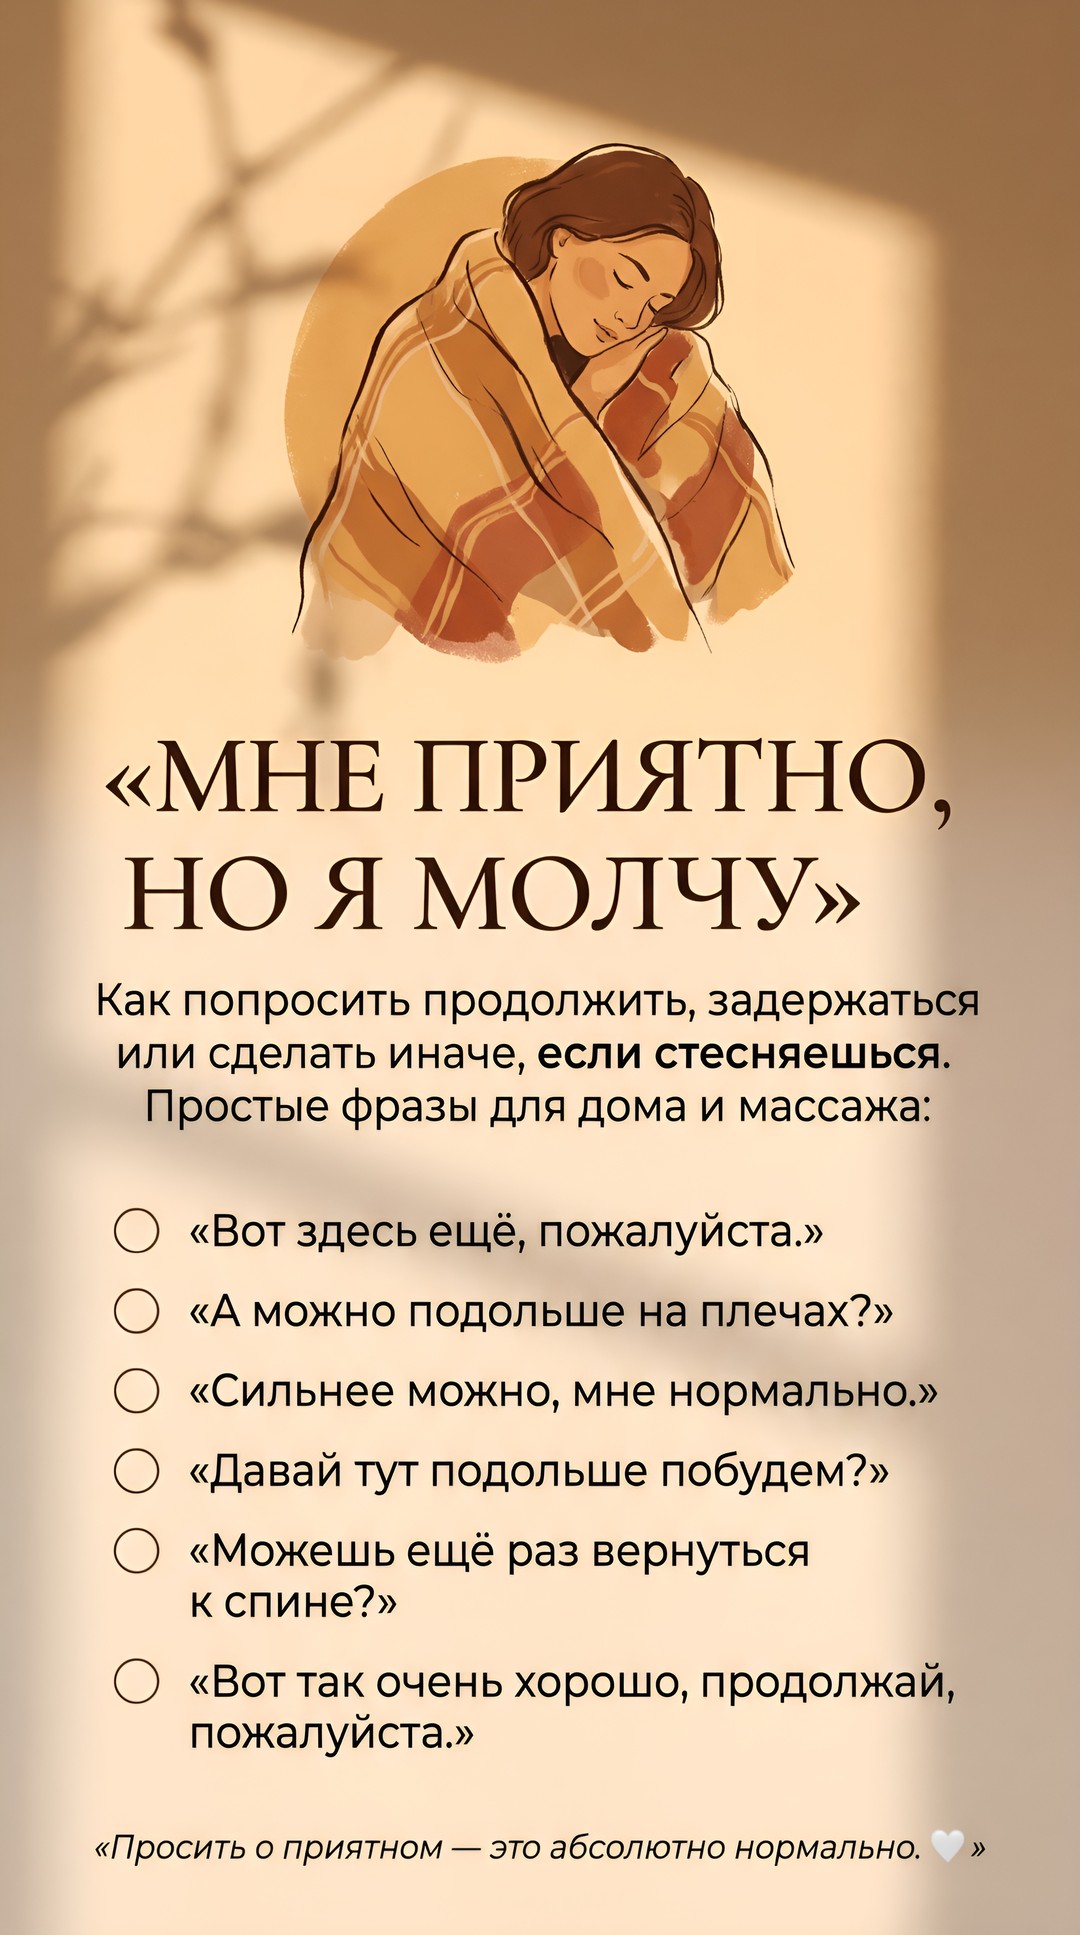 «МНЕ ПРИЯТНО,
НО Я МОЛЧУ»
Как попросить продолжить, задержаться
или сделать иначе, если стесняешься.
Простые фразы для дома и массажа:
«Вот здесь ещё, пожалуйста.»
«А можно подольше на плечах?»
«Сильнее можно, мне нормально.»
«Давай тут подольше побудем?»
«Можешь ещё раз вернуться
к спине?»
«Вот так очень хорошо, продолжай,
пожалуйста.»
«Просить о приятном — это абсолютно нормально. 🤍»